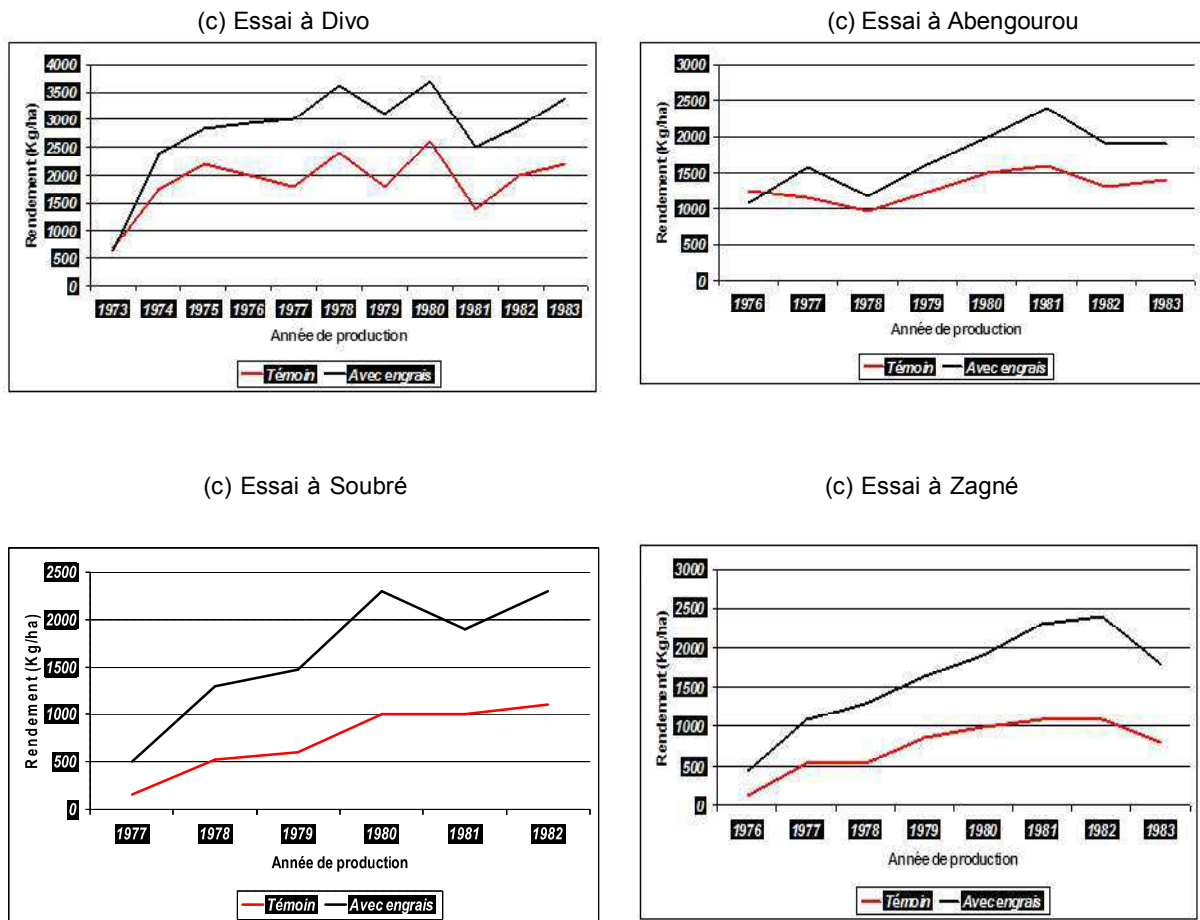 (c) Essai à Divo
Rendement (Kg/ha)
4000
3500
3000
2500
2000
1500
1000
500
0
1973 1974 1975 1976 1977 1978 1979 1980 1981 1982 1983
Année de production
Témoin Avec engrais
(c) Essai à Abengourou
Rendement (Kg/ha)
3000
2500
2000
1500
1000
500
0
1976 1977 1978 1979 1980 1981 1982 1983
Année de production
Témoin Avec engrais
(c) Essai à Soubré
Rendement (Kg/ha)
2500
2000
1500
1000
500
0
1977 1978 1979 1980 1981 1982
Année de production
Témoin Avec engrais
(c) Essai à Zagné
Rendement (Kg/ha)
3000
2500
2000
1500
1000
500
0
1976 1977 1978 1979 1980 1981 1982 1983
Année de production
Témoin Avec engrais